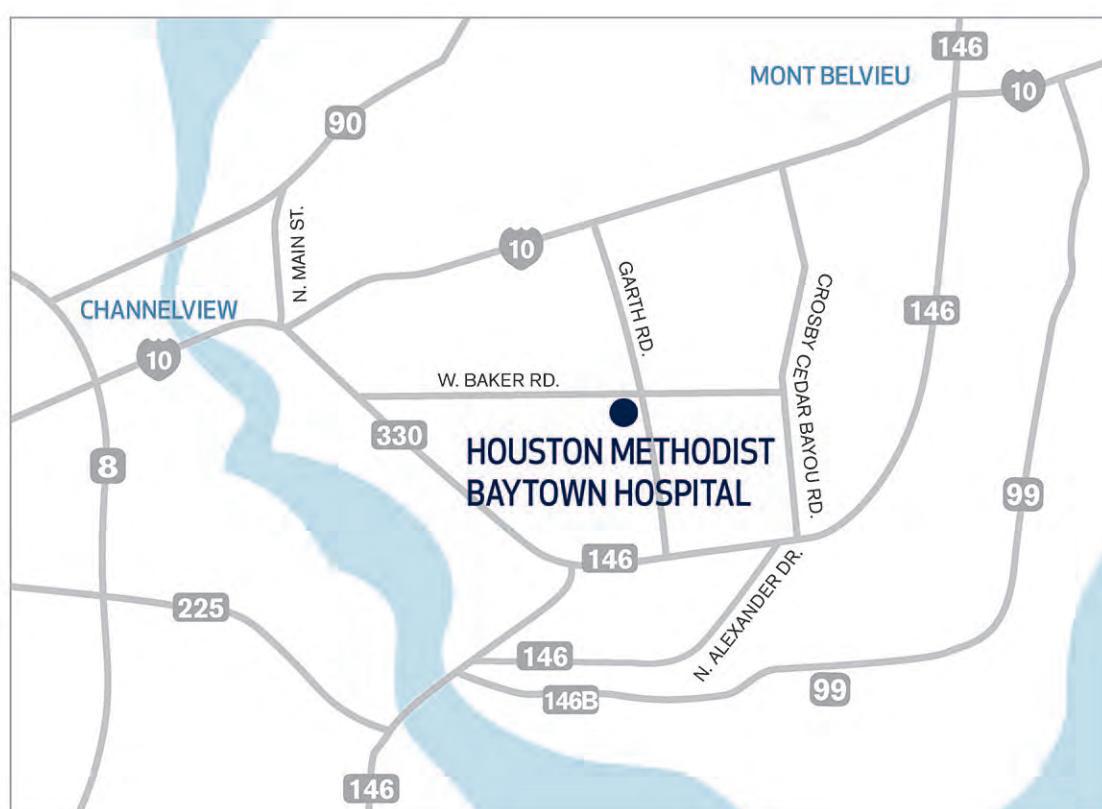 146
MONT BELVIEU
10
90
N. MAIN ST.
10
GARTH RD.
CROSBY CEDAR BAYOU RD.
CHANNELVIEW
146
10
W. BAKER RD.
330
HOUSTON METHODIST
BAYTOWN HOSPITAL
8
99
146
225
N. ALEXANDER DR.
146
146B
99
146